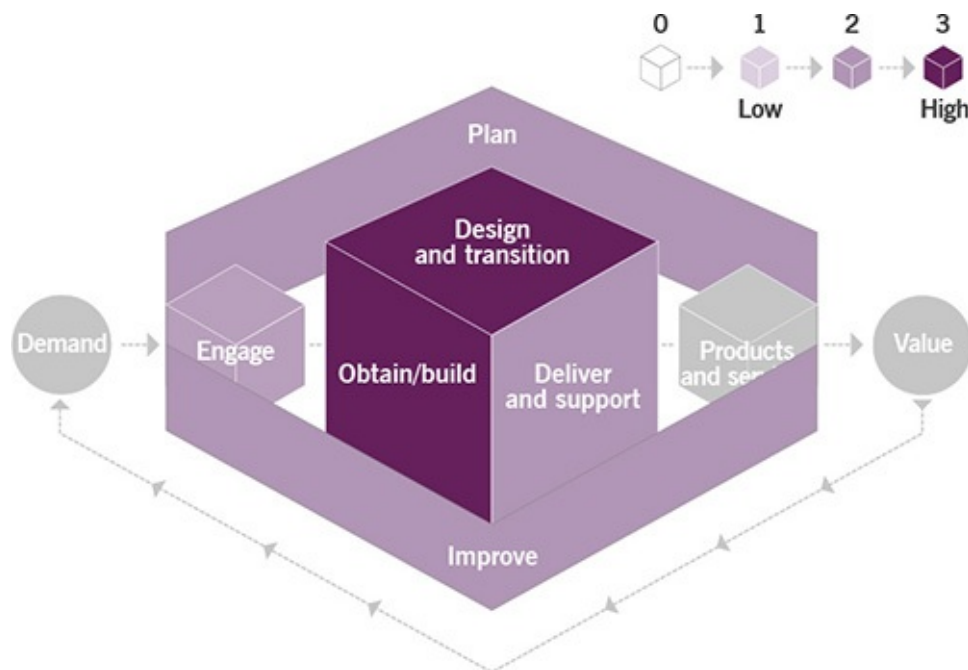 0 1 2 3
Low High
Plan
Design
and transition
Demand
Engage
Obtain/build
Deliver
and support
Products
and
Value
Improve